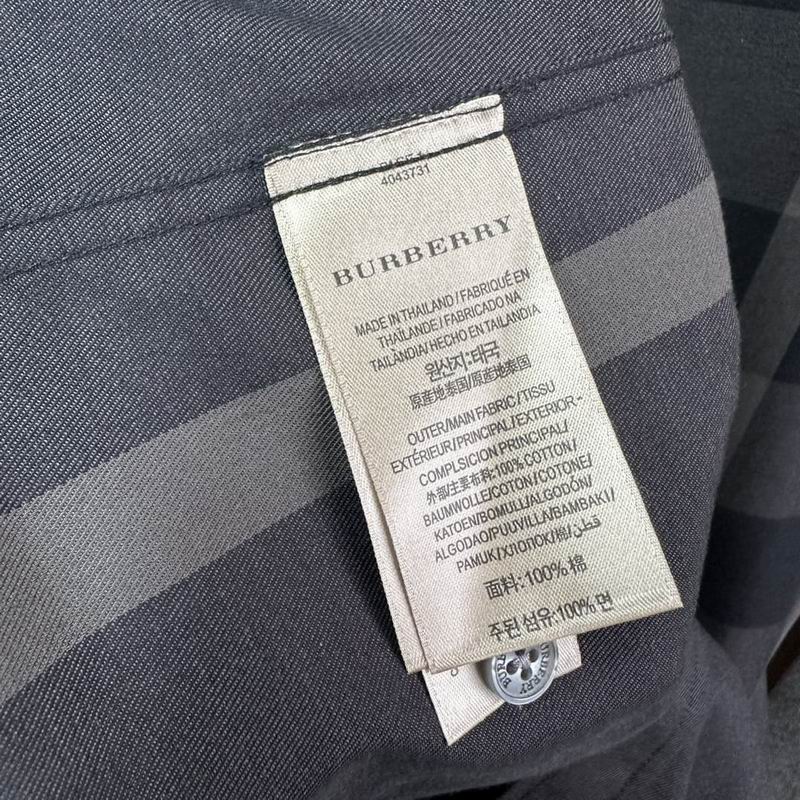 4043731
BURBERRY
MADE IN THAILAND / FABRIQUÉ EN
THAÏLANDE / FABRICADO NA
TAILÂNDIA/ HECHO EN TAILANDIA
원산지:태국
原産地泰国/原産地泰国
OUTER/MAIN FABRIC/TISSU
EXTÉRIEUR/PRINCIPAL/EXTERIOR-
COMPLSICION PRINCIPAL/
外部/主要布料:100% COTTON/
BAUMWOLLE/COTON/COTONE/
KATOEN/BOMULL/ALGODÓN/
ALGODAO/PUUVILLA/BAMBAKI/
PAMUK/ХЛОПОК/棉/قطن
面料: 100% 棉
주된 섬유:100% 면
BURBERRY